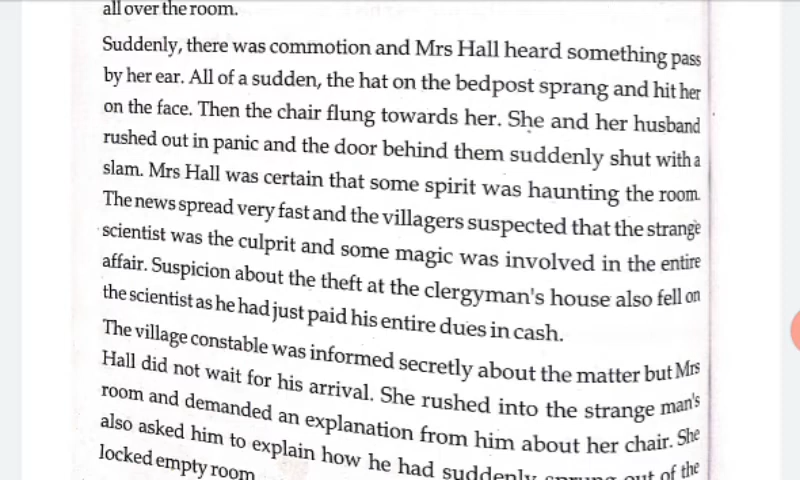 all over the room.
Suddenly, there was commotion and Mrs Hall heard something pass
by her ear. All of a sudden, the hat on the bedpost sprang and hit her
on the face. Then the chair flung towards her. She and her husband
rushed out in panic and the door behind them suddenly shut with a
slam. Mrs Hall was certain that some spirit was haunting the room.
The news spread very fast and the villagers suspected that the strange
scientist was the culprit and some magic was involved in the entire
affair. Suspicion about the theft at the clergyman's house also fell on
the scientist as he had just paid his entire dues in cash.
The village constable was informed secretly about the matter but Mrs
Hall did not wait for his arrival. She rushed into the strange man's
room and demanded an explanation from him about her chair. She
also asked him to explain how he had suddenly sprung out of the
locked empty room